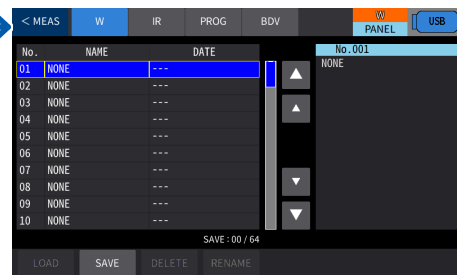 < MEAS W IR PROG BDV W PANEL USB
No. NAME DATE No.001
01 NONE --- NONE
02 NONE ---
03 NONE ---
04 NONE ---
05 NONE ---
06 NONE ---
07 NONE ---
08 NONE ---
09 NONE ---
10 NONE ---
SAVE : 00 / 64
LOAD SAVE DELETE RENAME